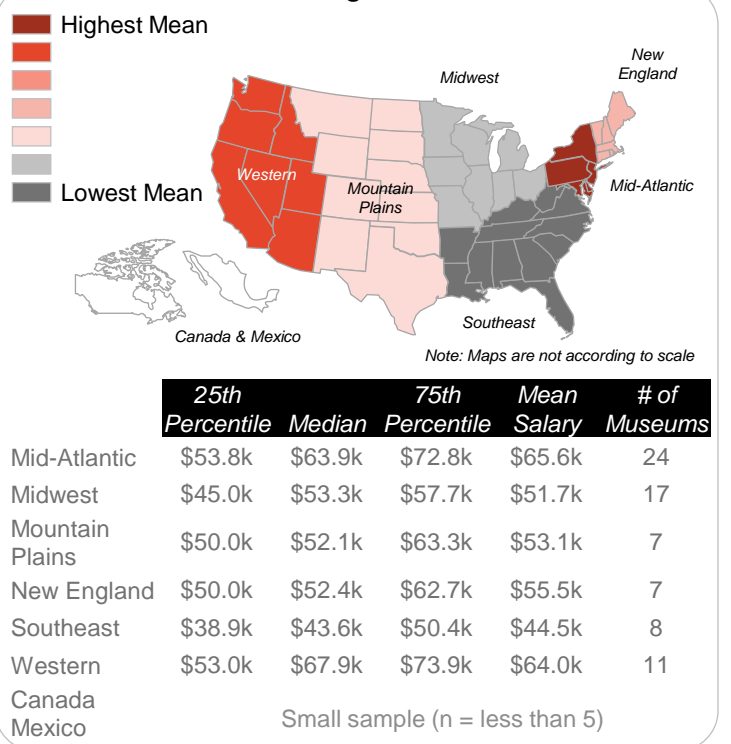 Highest Mean
Lowest Mean
New
England
Midwest
Western
Mountain
Plains
Mid-Atlantic
Southeast
Canada & Mexico
Note: Maps are not according to scale
25th Percentile Median 75th Percentile Mean Salary # of Museums
Mid-Atlantic $53.8k $63.9k $72.8k $65.6k 24
Midwest $45.0k $53.3k $57.7k $51.7k 17
Mountain Plains $50.0k $52.1k $63.3k $53.1k 7
New England $50.0k $52.4k $62.7k $55.5k 7
Southeast $38.9k $43.6k $50.4k $44.5k 8
Western $53.0k $67.9k $73.9k $64.0k 11
Canada
Mexico Small sample (n = less than 5)